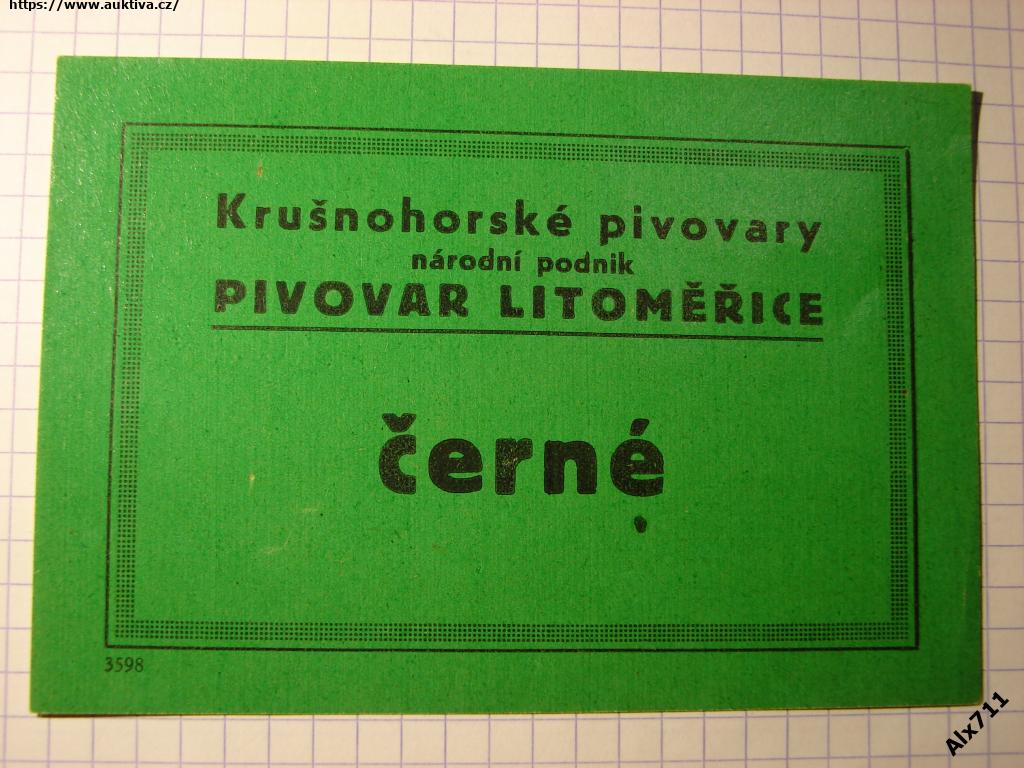 https://www.auktiva.cz/
Krušnohorské pivovary
národní podnik
PIVOVAR LITOMĚŘICE
černé
3598
Alx711